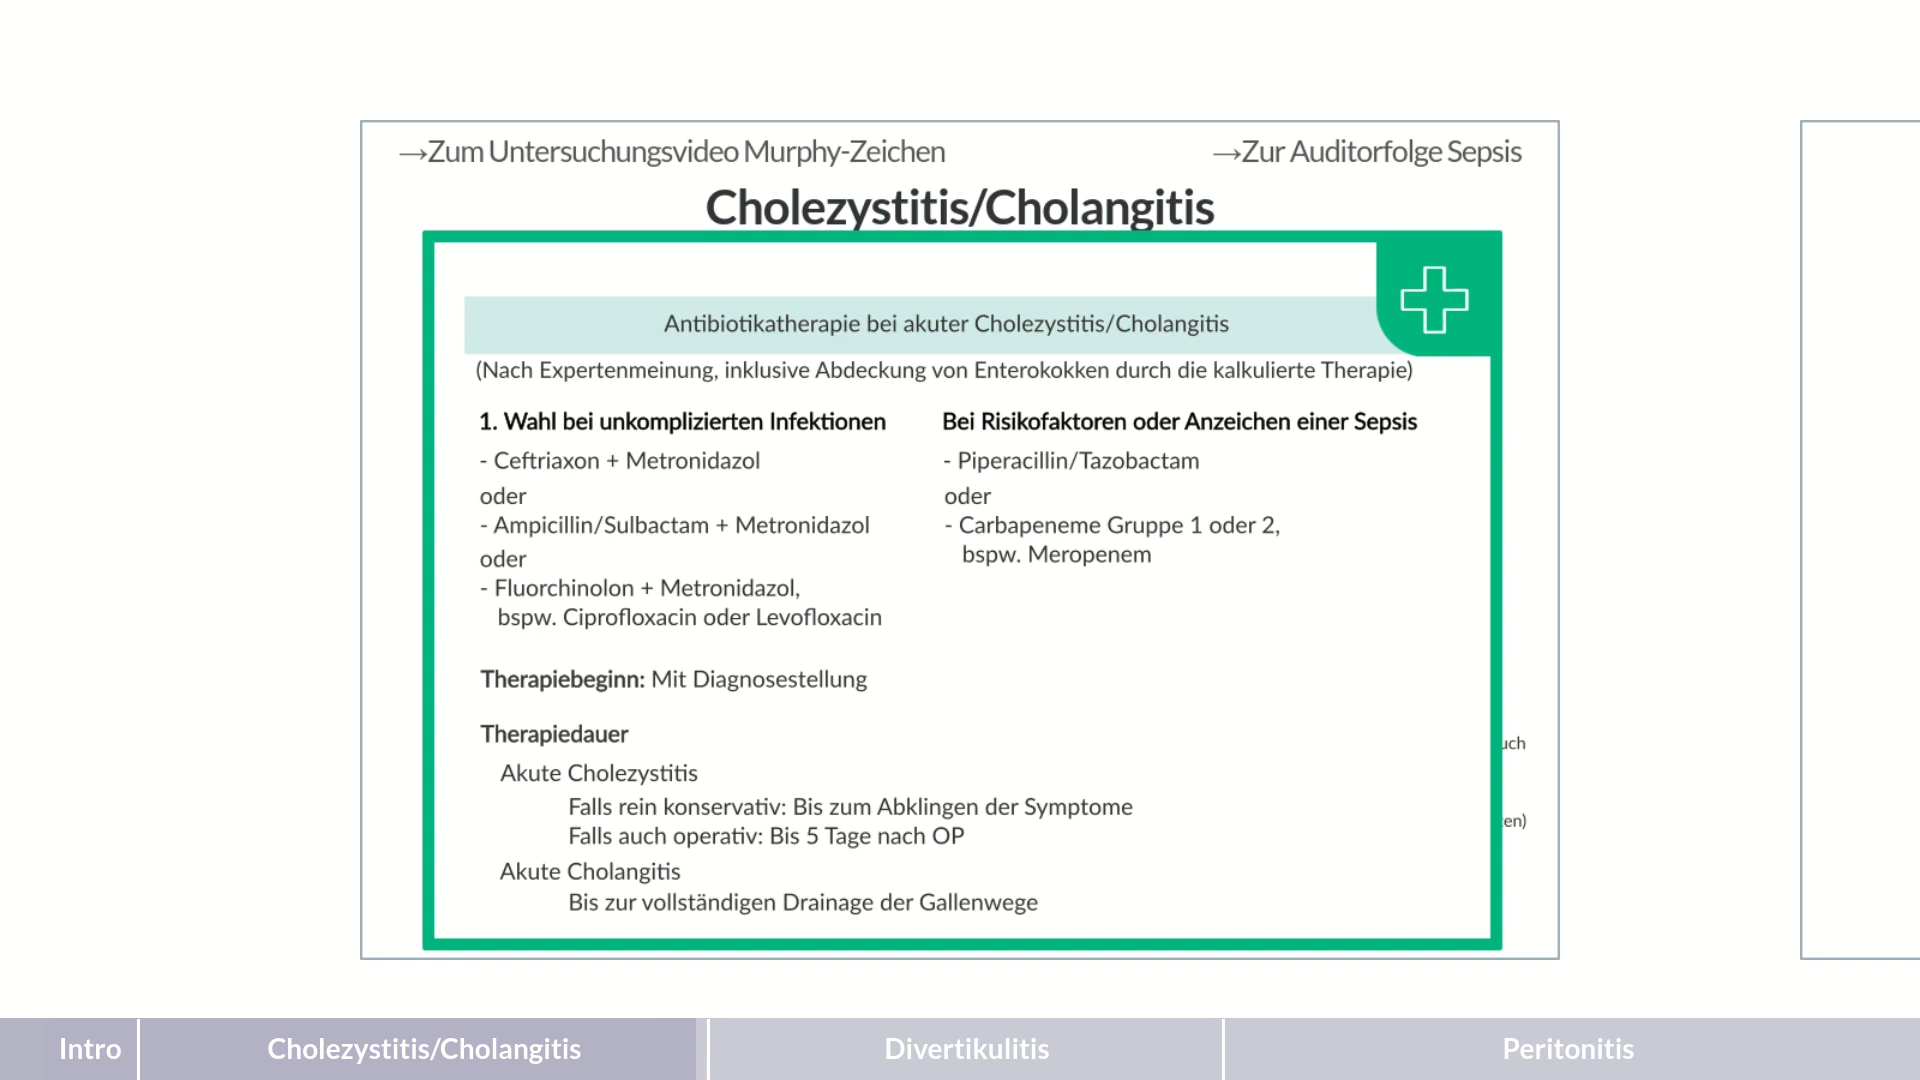 →Zum Untersuchungsvideo Murphy-Zeichen
→Zur Auditorfolge Sepsis
Cholezystitis/Cholangitis
Antibiotikatherapie bei akuter Cholezystitis/Cholangitis
(Nach Expertenmeinung, inklusive Abdeckung von Enterokokken durch die kalkulierte Therapie)
1. Wahl bei unkomplizierten Infektionen
- Ceftriaxon + Metronidazol
oder
- Ampicillin/Sulbactam + Metronidazol
oder
- Fluorchinolon + Metronidazol,
bspw. Ciprofloxacin oder Levofloxacin
Bei Risikofaktoren oder Anzeichen einer Sepsis
- Piperacillin/Tazobactam
oder
- Carbapeneme Gruppe 1 oder 2,
bspw. Meropenem
Therapiebeginn: Mit Diagnosestellung
Therapiedauer
Akute Cholezystitis
Falls rein konservativ: Bis zum Abklingen der Symptome
Falls auch operativ: Bis 5 Tage nach OP
Akute Cholangitis
Bis zur vollständigen Drainage der Gallenwege
Intro
Cholezystitis/Cholangitis
Divertikulitis
Peritonitis